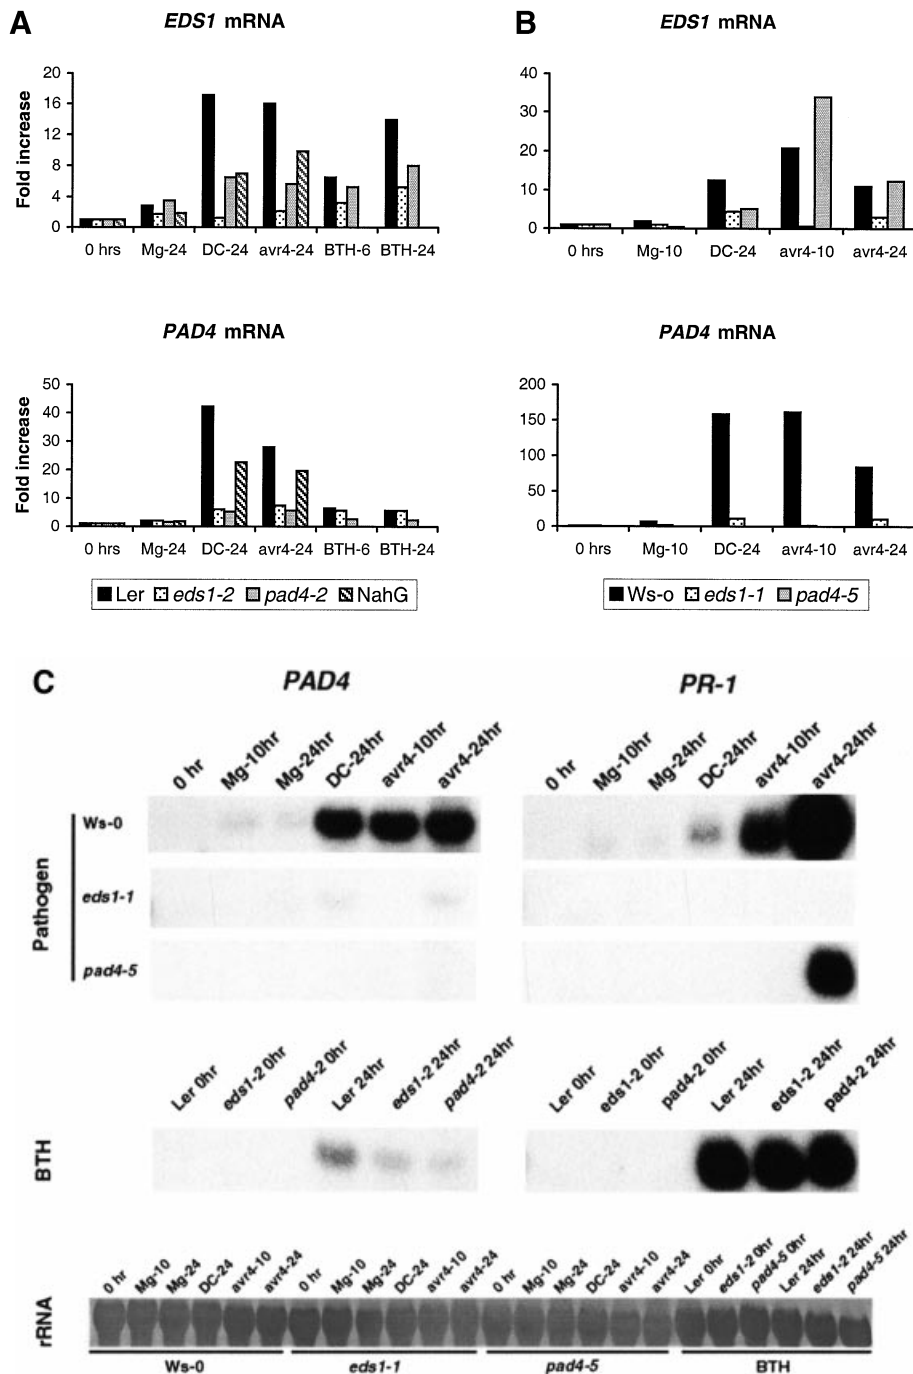 A
EDS1 mRNA
Fold increase
20
16
12
8
4
0
0 hrs Mg-24 DC-24 avr4-24 BTH-6 BTH-24
PAD4 mRNA
Fold increase
50
40
30
20
10
0
0 hrs Mg-24 DC-24 avr4-24 BTH-6 BTH-24
Ler eds1-2 pad4-2 NahG
B
EDS1 mRNA
40
30
20
10
0
0 hrs Mg-10 DC-24 avr4-10 avr4-24
PAD4 mRNA
200
150
100
50
0
0 hrs Mg-10 DC-24 avr4-10 avr4-24
Ws-o eds1-1 pad4-5
C
PAD4 PR-1
0 hr Mg-10hr Mg-24hr DC-24hr avr4-10hr avr4-24hr
0 hr Mg-10hr Mg-24hr DC-24hr avr4-10hr avr4-24hr
Pathogen
Ws-0
eds1-1
pad4-5
Ler 0hr eds1-2 0hr pad4-2 0hr Ler 24hr eds1-2 24hr pad4-2 24hr
Ler 0hr eds1-2 0hr pad4-2 0hr Ler 24hr eds1-2 24hr pad4-2 24hr
BTH
0 hr Mg-10 Mg-24 DC-24 avr4-10 avr4-24 0 hr Mg-10 Mg-24 DC-24 avr4-10 avr4-24 0 hr Mg-10 Mg-24 DC-24 avr4-10 avr4-24 Ler 0hr eds1-2 0hr pad4-5 0hr Ler 24hr eds1-2 24hr pad4-5 24hr
rRNA
Ws-0 eds1-1 pad4-5 BTH